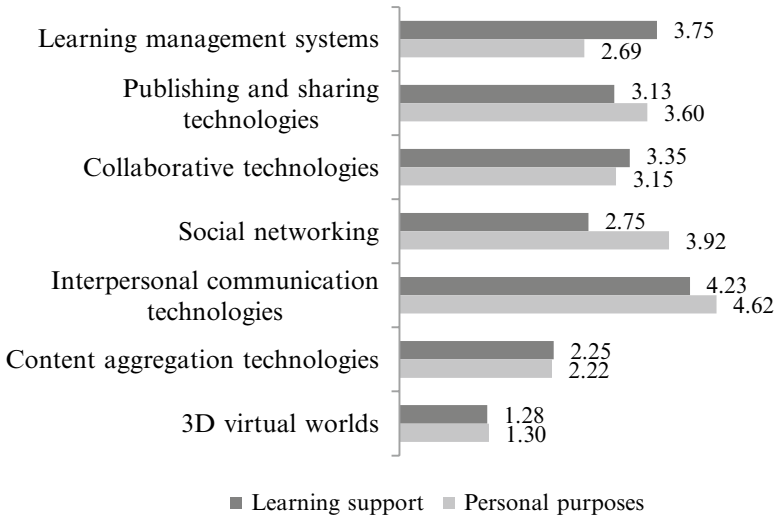 Learning management systems
3.75
2.69
Publishing and sharing
technologies
3.13
3.60
Collaborative technologies
3.35
3.15
Social networking
2.75
3.92
Interpersonal communication
technologies
4.23
4.62
Content aggregation technologies
2.25
2.22
3D virtual worlds
1.28
1.30
Learning support Personal purposes